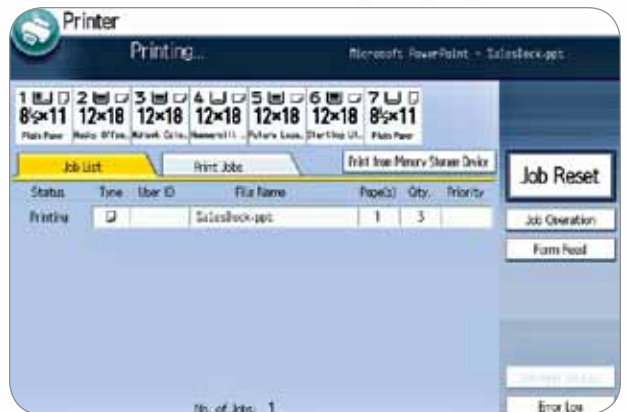 Printer
Printing...
Microsoft PowerPoint - SalesDeck.ppt
1 2 3 4 5 6 7
8½×11 12×18 12×18 12×18 12×18 12×18 8½×11
Plain Paper Plain Paper
Job List Print Jobs Print from Memory Storage Device
Job Reset
Status Type User ID File Name Page(s) Qty. Priority
Printing SalesDeck.ppt 1 3
Job Operation
Form Feed
No. of Jobs: 1
Error Log